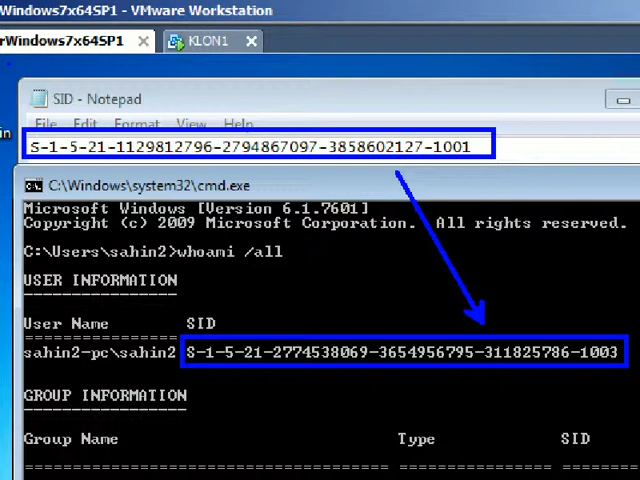 Windows7x64SP1 - VMware Workstation
rWindows7x64SP1
KLON1
in
SID - Notepad
File Edit Format View Help
S-1-5-21-1129812796-2794867097-3858602127-1001
C:\Windows\system32\cmd.exe
Microsoft Windows [Version 6.1.7601]
Copyright (c) 2009 Microsoft Corporation. All rights reserved.
C:\Users\sahin2>whoami /all
USER INFORMATION
----------------
User Name SID
sahin2-pc\sahin2 S-1-5-21-2774538069-3654956795-311825786-1003
GROUP INFORMATION
-----------------
Group Name Type SID